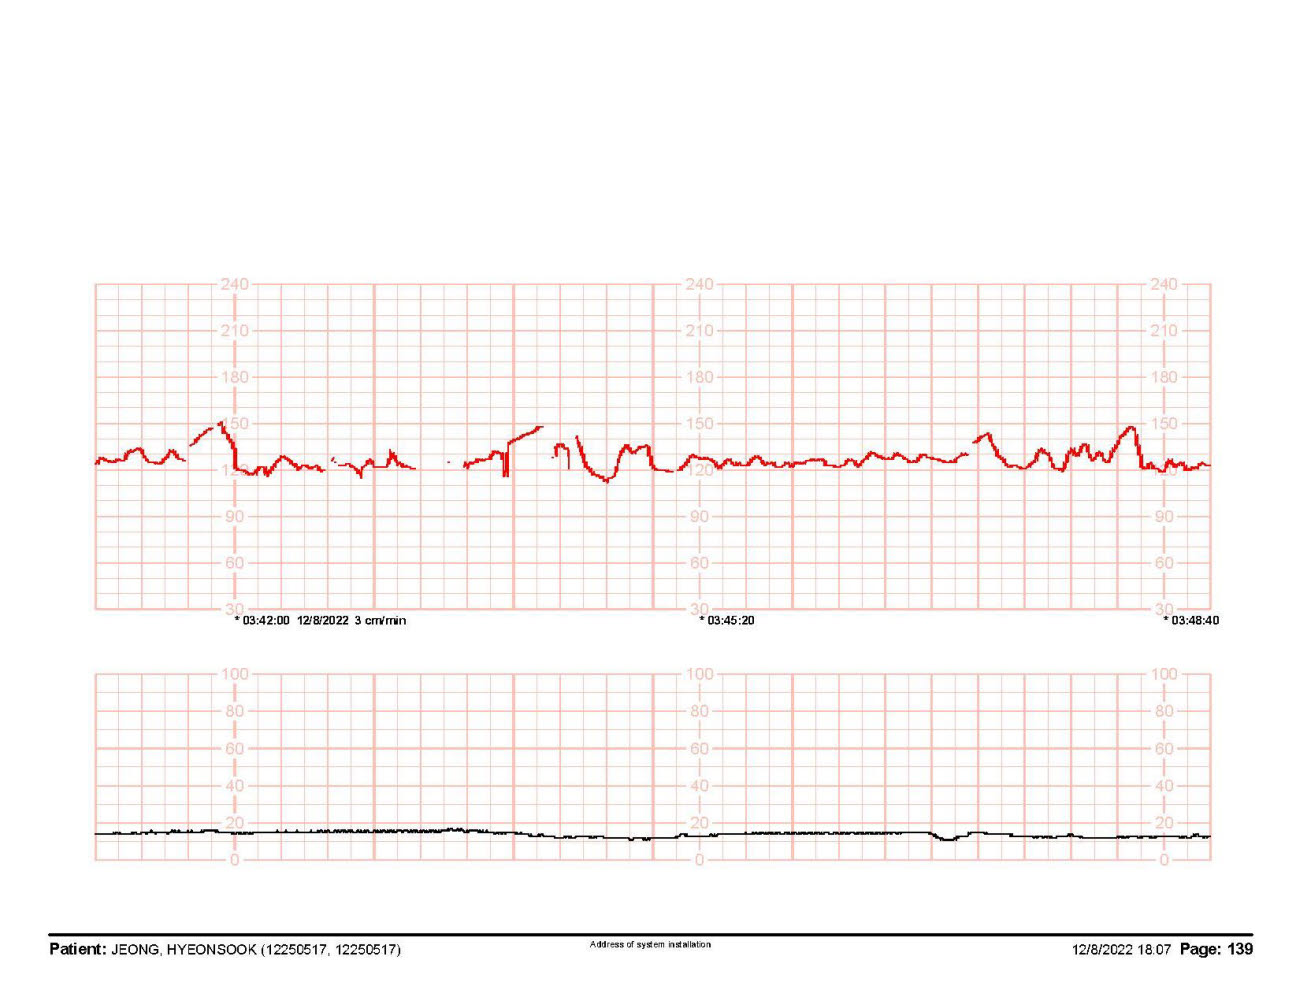 240 240 240
210 210 210
180 180 180
150 150 150
120 120 120
90 90 90
60 60 60
30 30 30
* 03:42:00 12/8/2022 3 cm/min * 03:45:20 * 03:48:40
100 100 100
80 80 80
60 60 60
40 40 40
20 20 20
0 0 0
Patient: JEONG, HYEONSOOK (12250517, 12250517) Address of system installation 12/8/2022 18:07 Page: 139